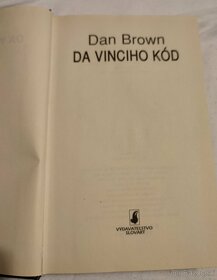 Dan Brown
DA VINCIHO KÓD
VYDAVATEĽSTVO
SLOVART